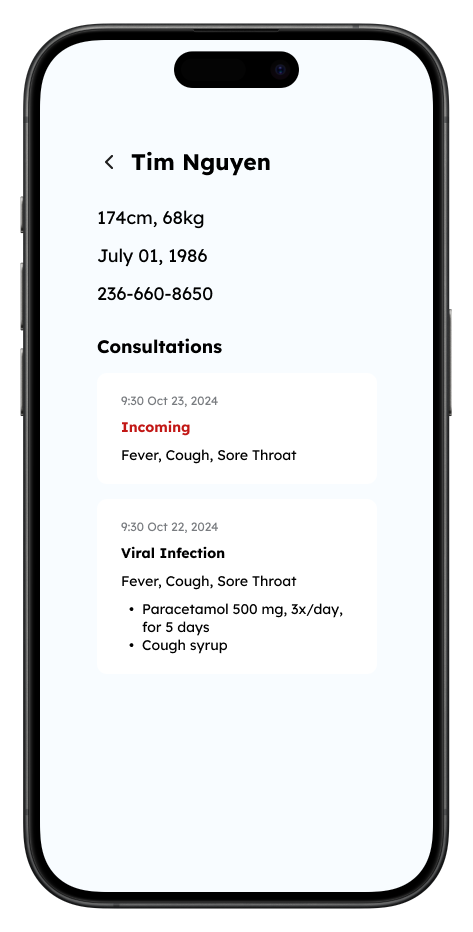 Tim Nguyen
174cm, 68kg
July 01, 1986
236-660-8650
Consultations
9:30 Oct 23, 2024
Incoming
Fever, Cough, Sore Throat
9:30 Oct 22, 2024
Viral Infection
Fever, Cough, Sore Throat
• Paracetamol 500 mg, 3x/day,
for 5 days
• Cough syrup